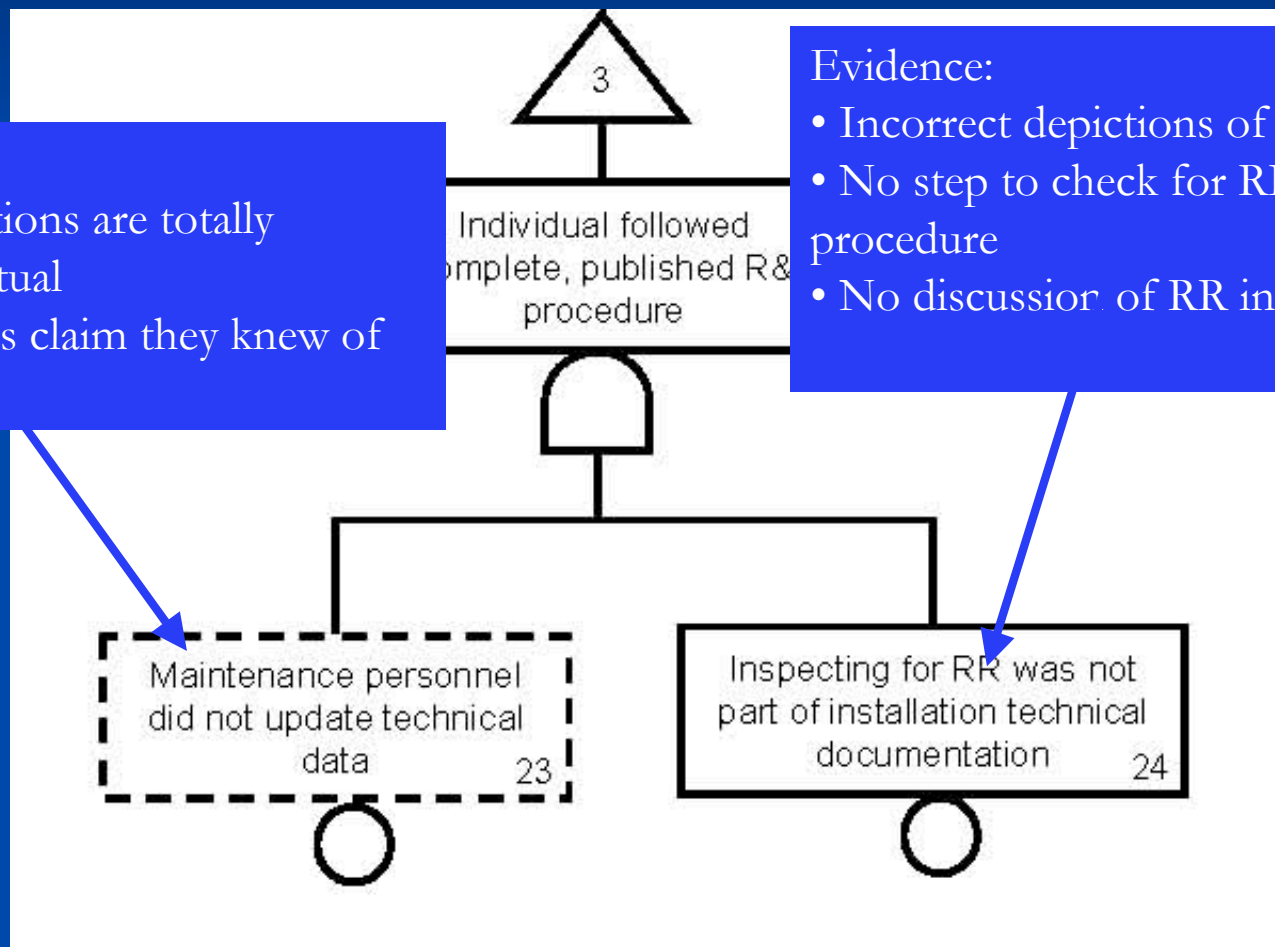 3
Evidence:
• Incorrect depictions of
• No step to check for
procedure
• No discussion of RR in
tions are totally
tual
s claim they knew of
Individual followed
omplete, published R&
procedure
Maintenance personnel
did not update technical
data
23
Inspecting for RR was not
part of installation technical
documentation
24